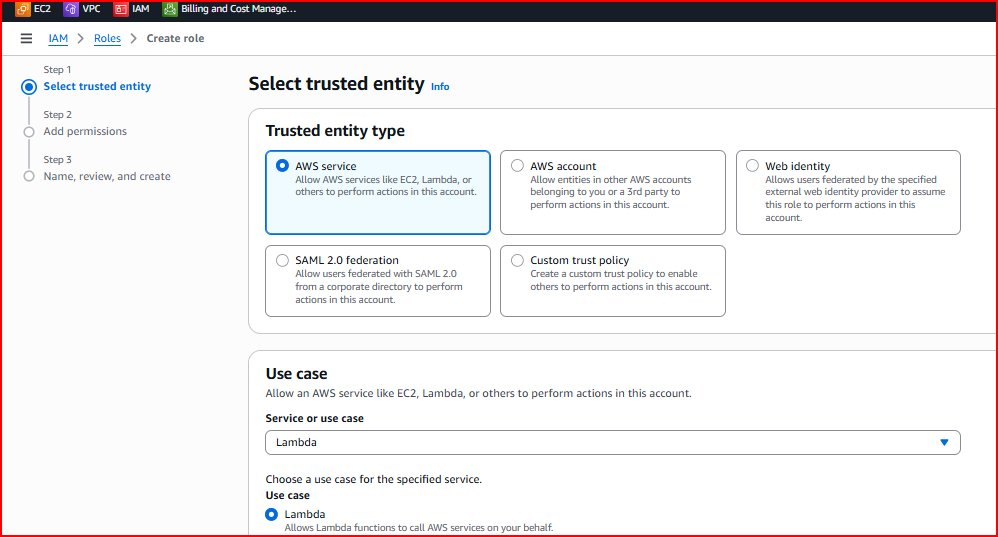 EC2 VPC IAM Billing and Cost Manage...
IAM > Roles > Create role
Step 1
Select trusted entity
Step 2
Add permissions
Step 3
Name, review, and create
Select trusted entity Info
Trusted entity type
AWS service
Allow AWS services like EC2, Lambda, or
others to perform actions in this account.
AWS account
Allow entities in other AWS accounts
belonging to you or a 3rd party to
perform actions in this account.
Web identity
Allows users federated by the specified
external web identity provider to assume
this role to perform actions in this
account.
SAML 2.0 federation
Allow users federated with SAML 2.0
from a corporate directory to perform
actions in this account.
Custom trust policy
Create a custom trust policy to enable
others to perform actions in this account.
Use case
Allow an AWS service like EC2, Lambda, or others to perform actions in this account.
Service or use case
Lambda
Choose a use case for the specified service.
Use case
Lambda
Allows Lambda functions to call AWS services on your behalf.